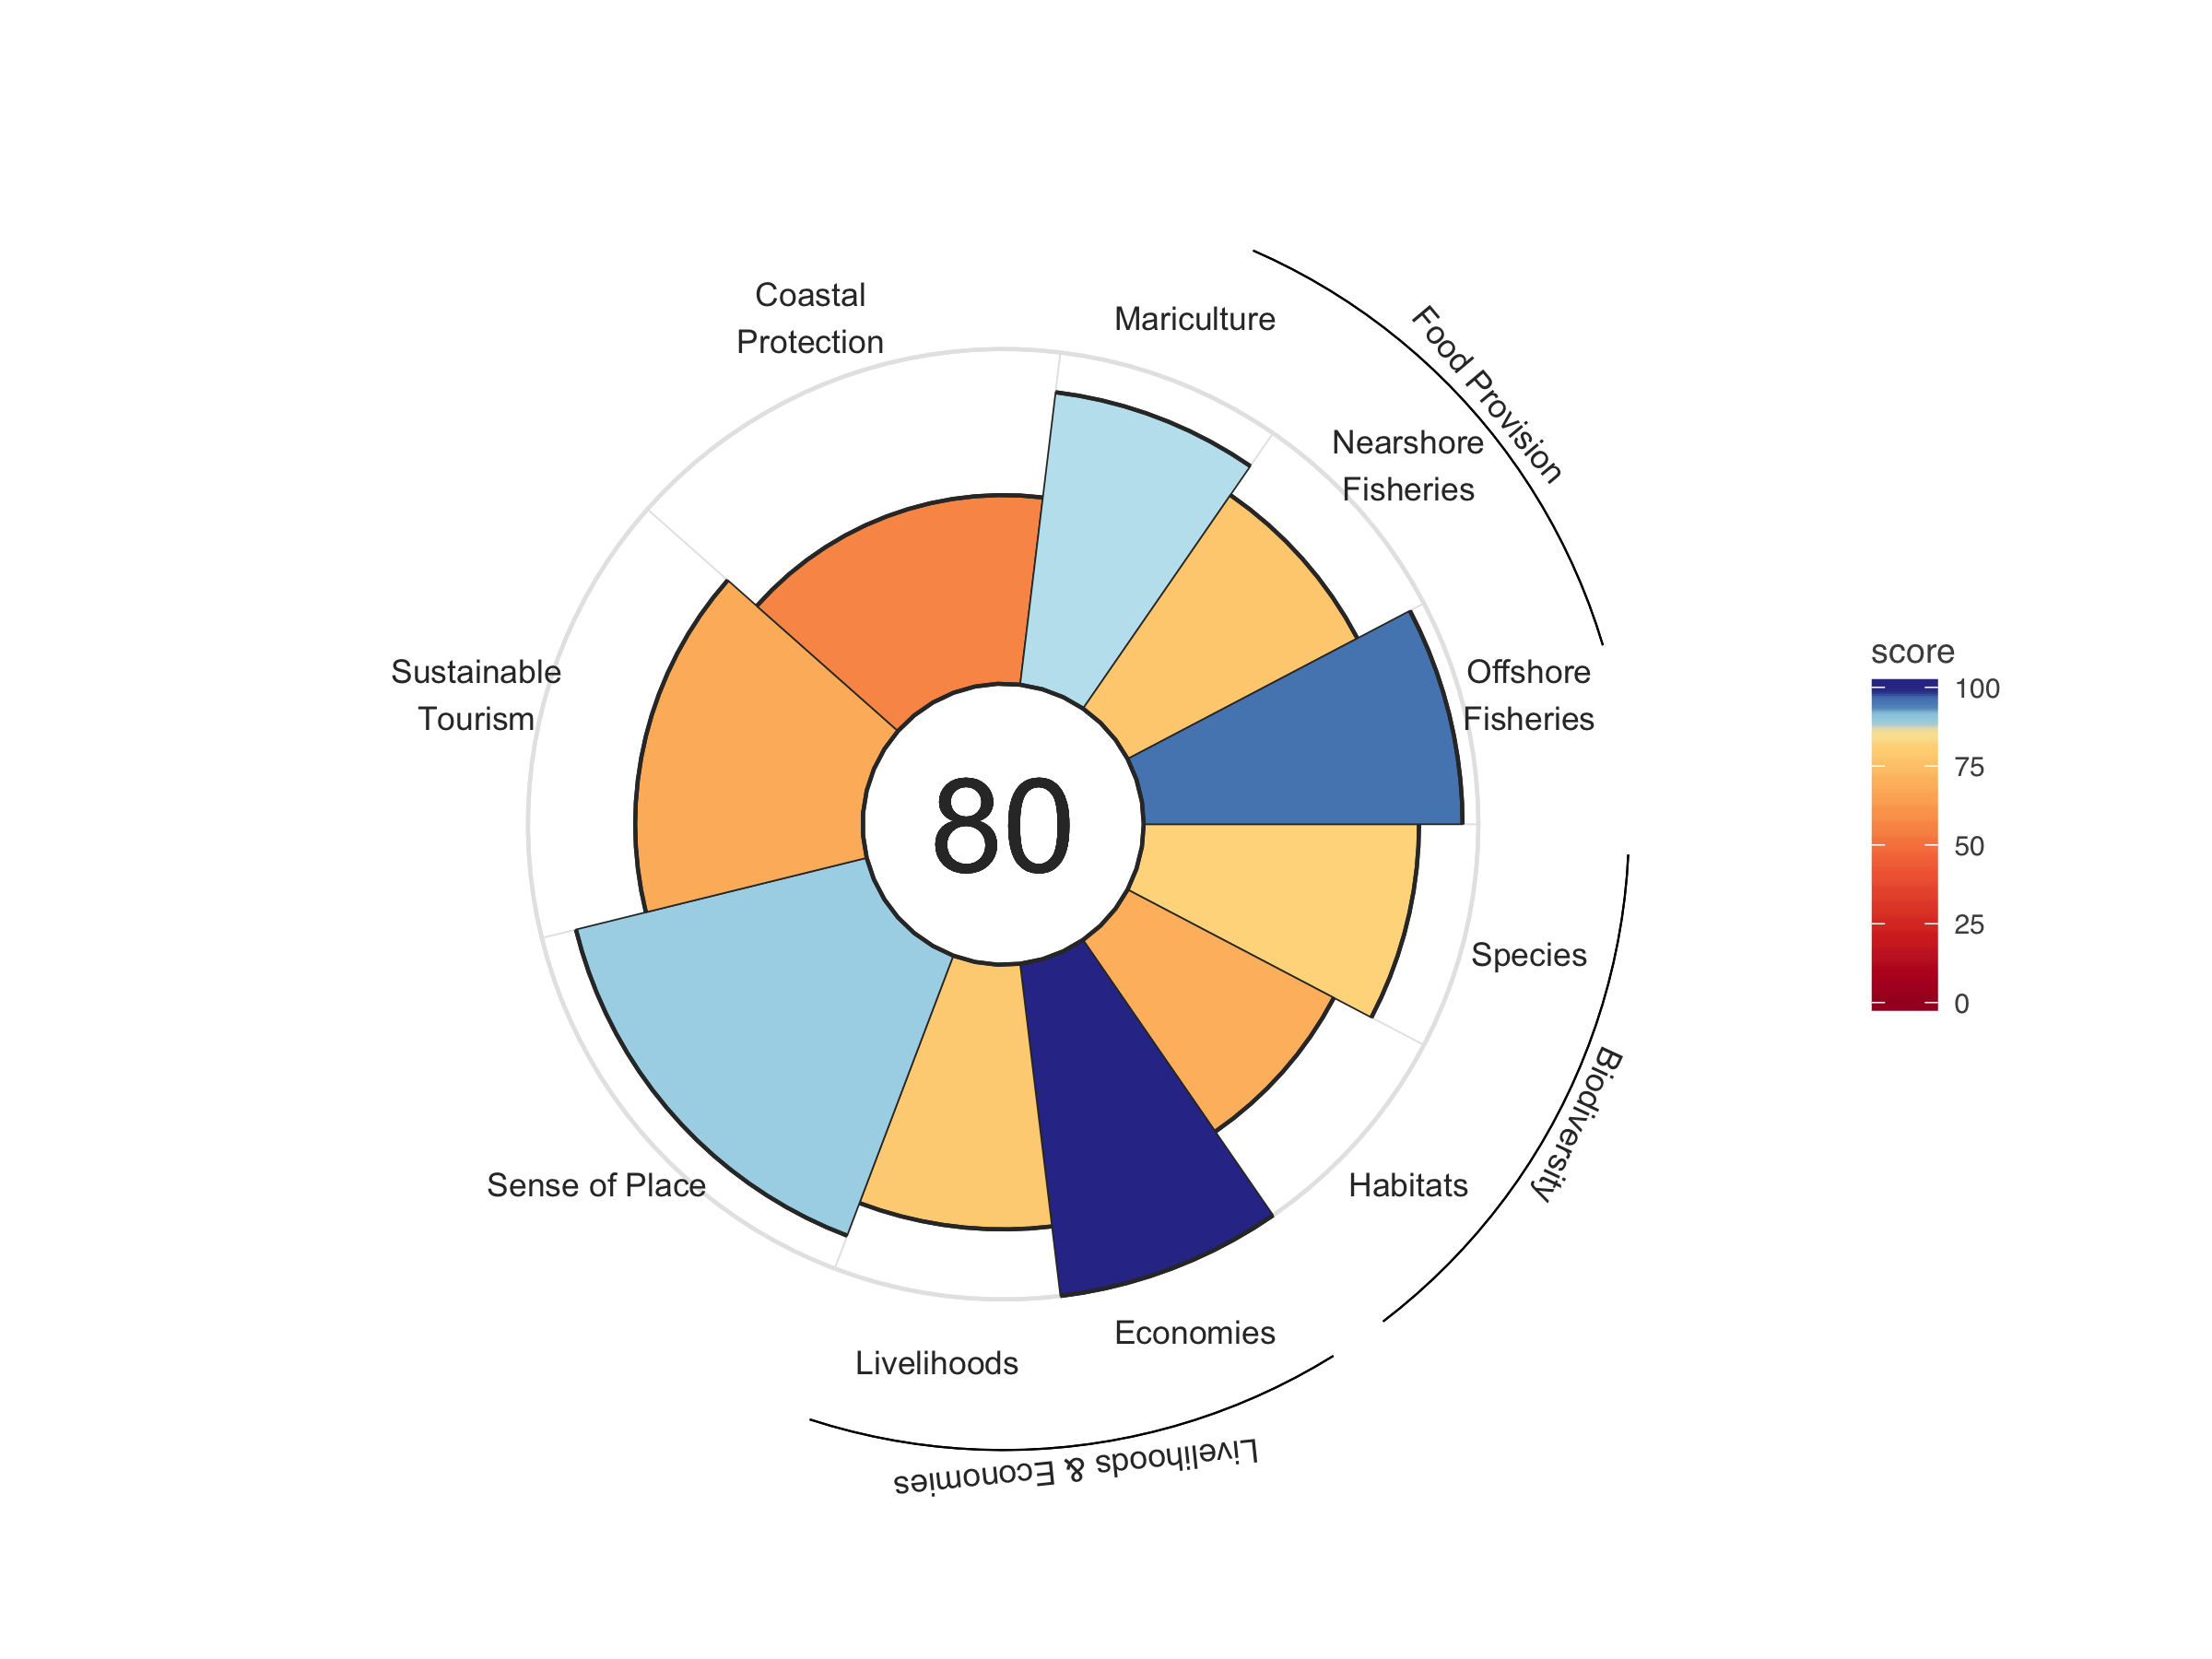 Coastal
Protection
Mariculture
Food Provision
Nearshore
Fisheries
Offshore
Fisheries
Sustainable
Tourism
80
score
100
75
50
25
0
Species
Biodiversity
Habitats
Sense of Place
Economies
Livelihoods
Livelihoods & Economies